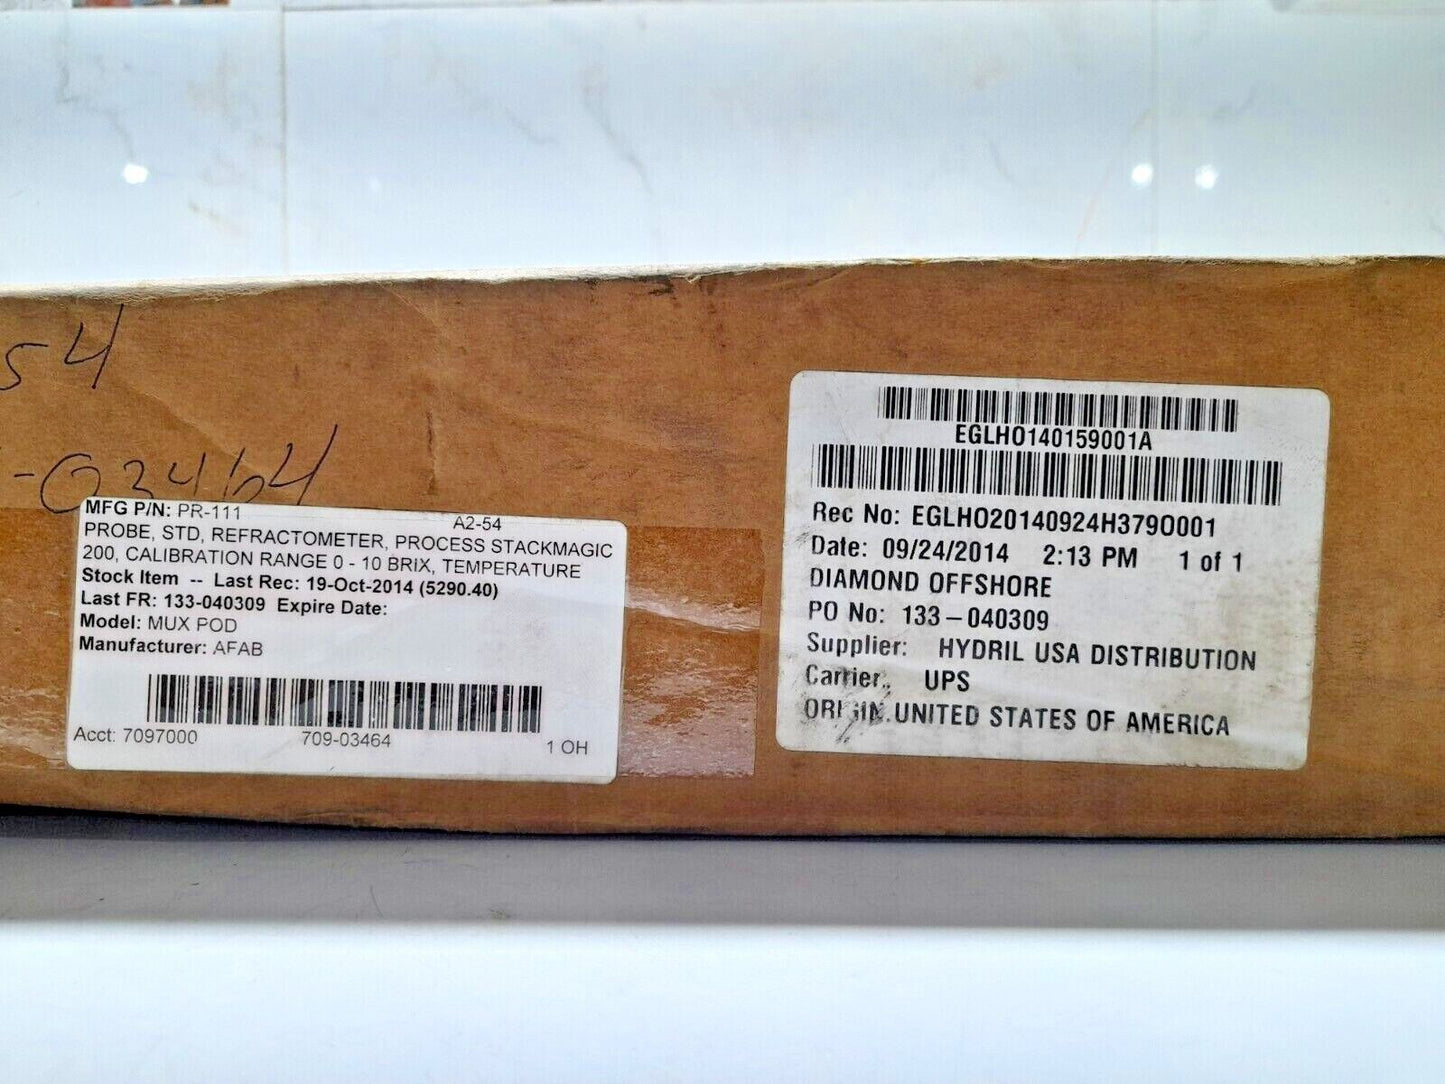 54
-03464
MFG P/N: PR-111 A2-54
PROBE, STD, REFRACTOMETER, PROCESS STACKMAGIC
200, CALIBRATION RANGE 0 - 10 BRIX, TEMPERATURE
Stock Item -- Last Rec: 19-Oct-2014 (5290.40)
Last FR: 133-040309 Expire Date:
Model: MUX POD
Manufacturer: AFAB
Acct: 7097000 709-03464 1 OH
EGLHO140159001A
Rec No: EGLHO20140924H3790001
Date: 09/24/2014 2:13 PM 1 of 1
DIAMOND OFFSHORE
PO No: 133-040309
Supplier: HYDRIL USA DISTRIBUTION
Carrier: UPS
ORIGIN: UNITED STATES OF AMERICA